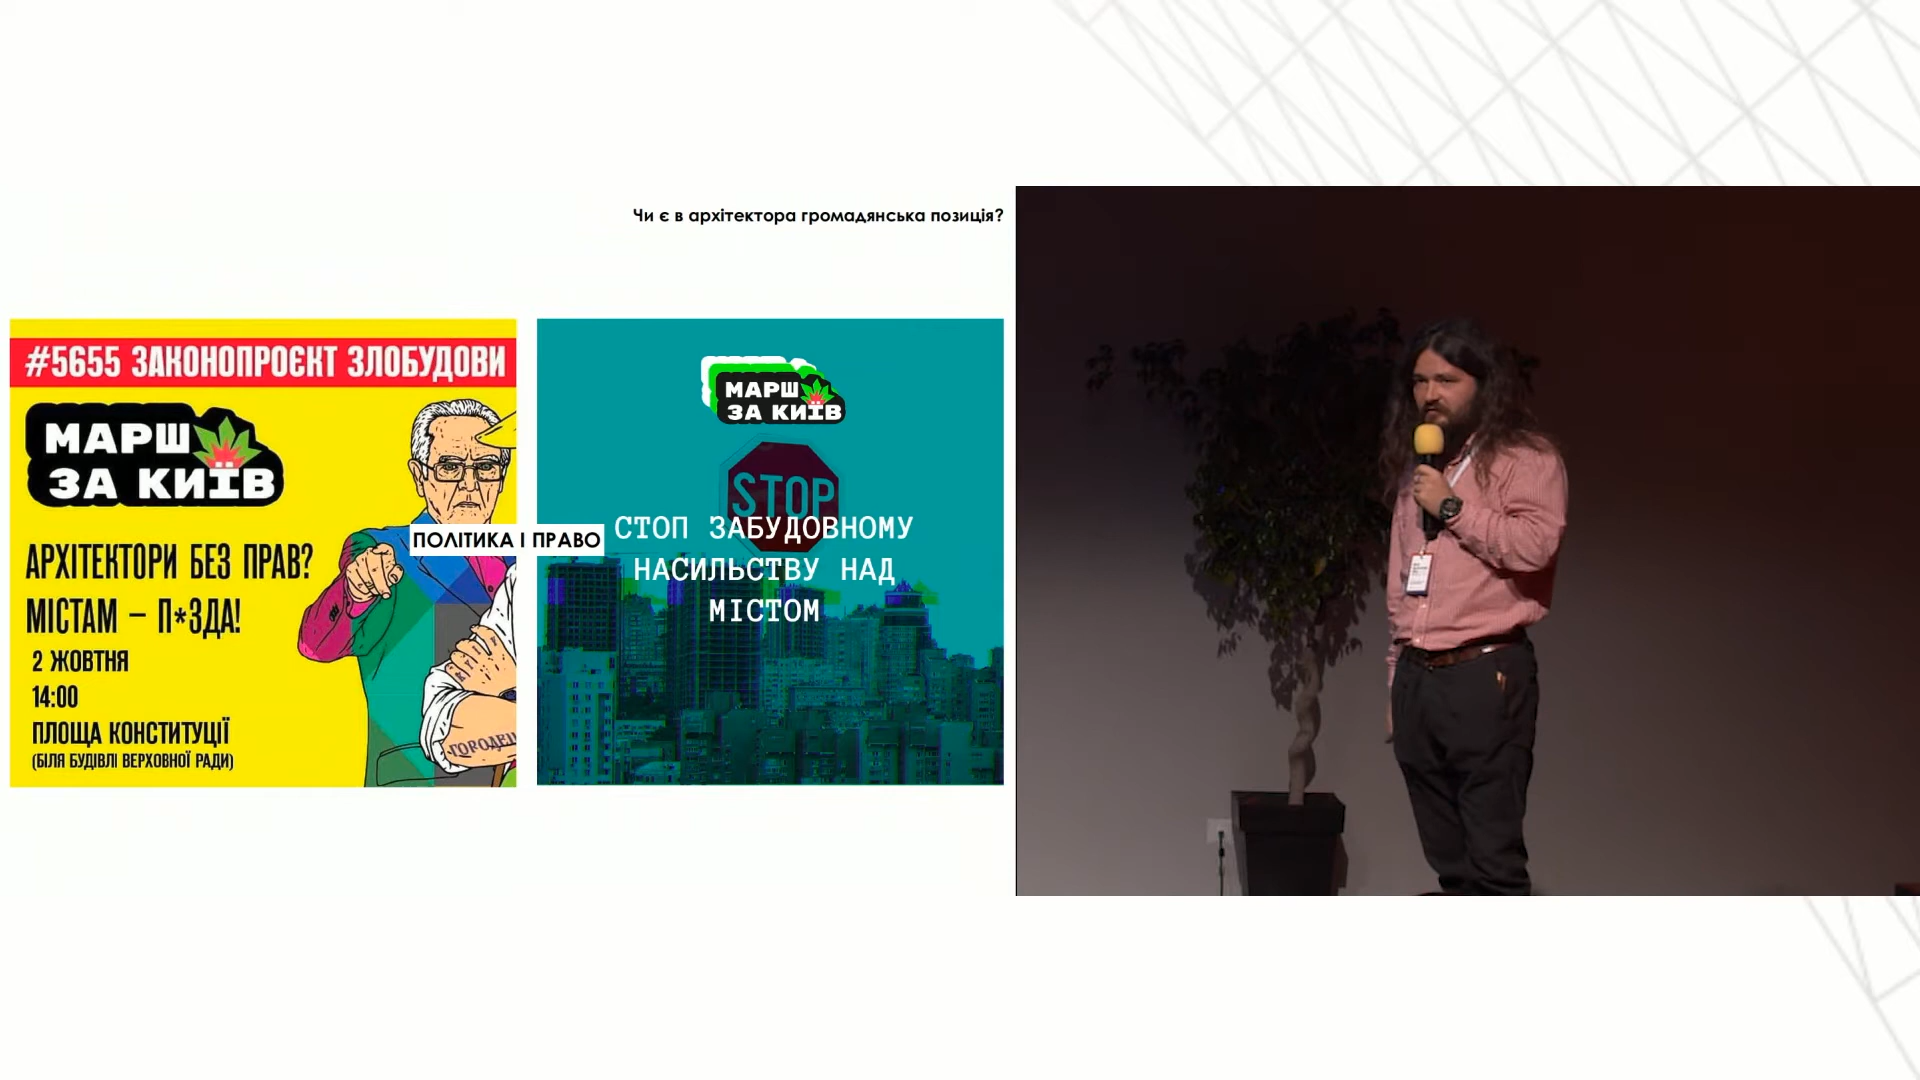 Чи є в архітектора громадянська позиція?
#5655 ЗАКОНОПРОЄКТ ЗЛОБУДОВИ
МАРШ
ЗА КИЇВ
АРХІТЕКТОРИ БЕЗ ПРАВ?
МІСТАМ – П*ЗДА!
2 ЖОВТНЯ
14:00
ПЛОЩА КОНСТИТУЦІЇ
(БІЛЯ БУДІВЛІ ВЕРХОВНОЇ РАДИ)
ПОЛІТИКА І ПРАВО
МАРШ
ЗА КИЇВ
STOP
СТОП ЗАБУДОВНОМУ
НАСИЛЬСТВУ НАД
МІСТОМ